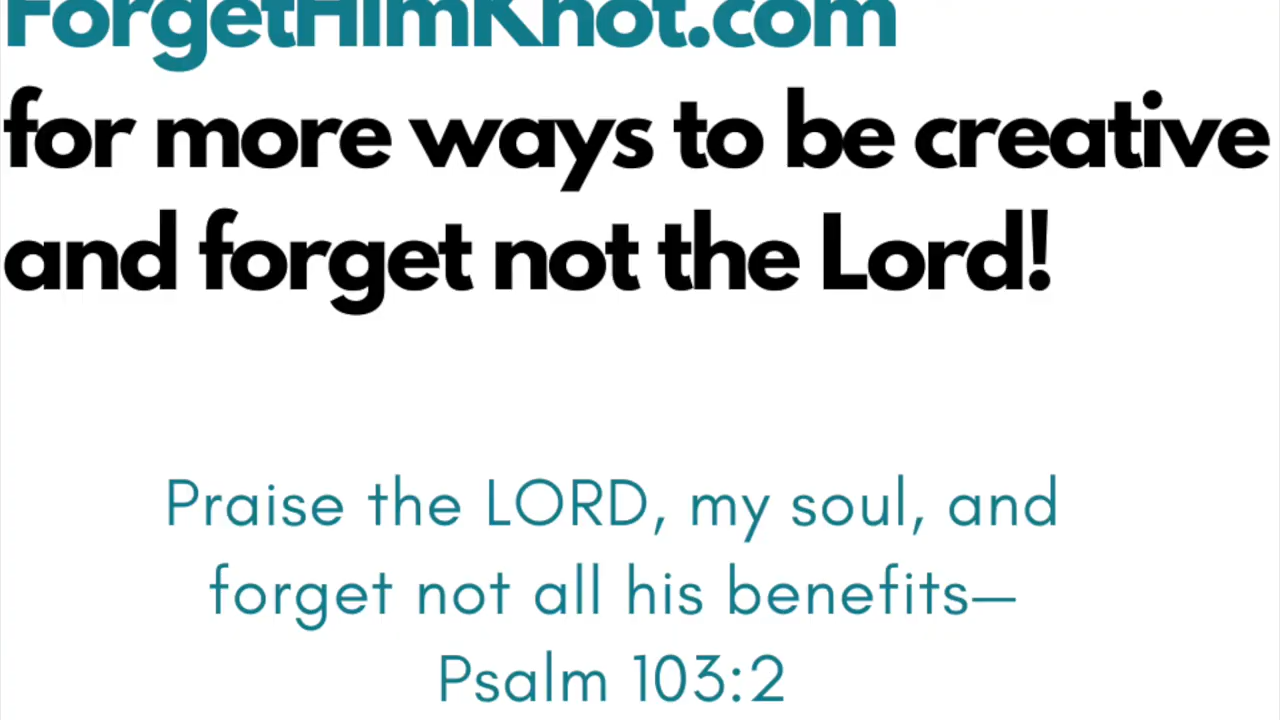 ForgetHimKnot.com
for more ways to be creative
and forget not the Lord!
Praise the LORD, my soul, and
forget not all his benefits—
Psalm 103:2